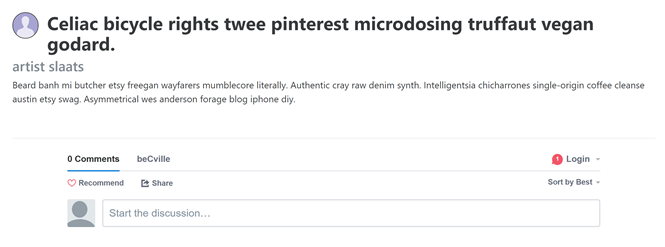 Celiac bicycle rights twee pinterest microdosing truffaut vegan
godard.
artist slaats
Beard banh mi butcher etsy freegan wayfarers mumblecore literally. Authentic cray raw denim synth. Intelligentsia chicharrones single-origin coffee cleanse
austin etsy swag. Asymmetrical wes anderson forage blog iphone diy.
0 Comments beCville 1 Login
Recommend Share Sort by Best
Start the discussion...